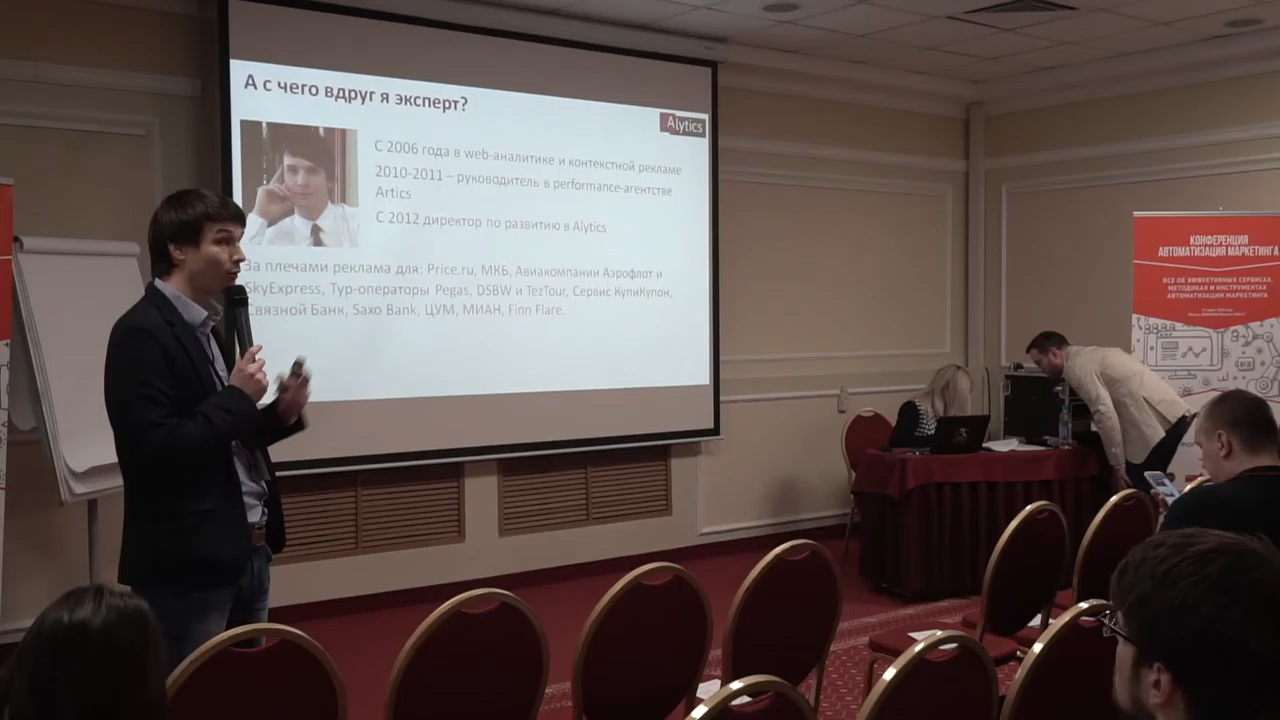 А с чего вдруг я эксперт?
Alytics
С 2006 года в web-аналитике и контекстной рекламе
2010-2011 – руководитель в performance-агентстве
Artics
С 2012 директор по развитию в Alytics
За плечами реклама для: Price.ru, МКБ, Авиакомпании Аэрофлот и
SkyExpress, Тур-операторы Pegas, DSBW и TezTour, Сервис КупиКупон,
Связной Банк, Saxo Bank, ЦУМ, МИАН, Finn Flare.
КОНФЕРЕНЦИЯ
АВТОМАТИЗАЦИЯ МАРКЕТИНГА
ВСЕ ОБ ЭФФЕКТИВНЫХ СЕРВИСАХ,
МЕТОДИКАХ И ИНСТРУМЕНТАХ
АВТОМАТИЗАЦИИ МАРКЕТИНГА